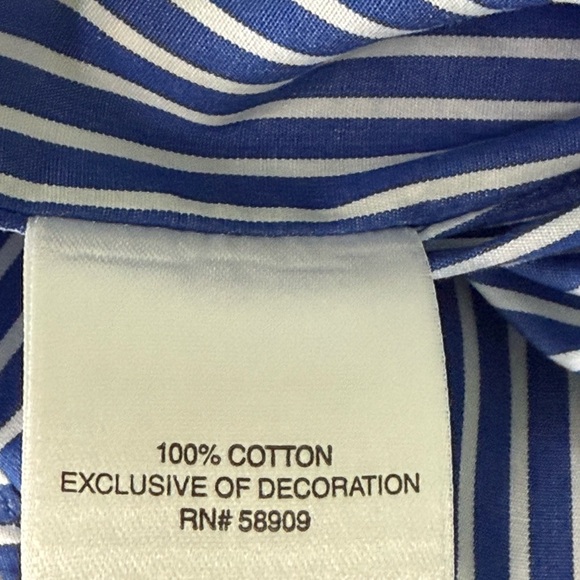 100% COTTON
EXCLUSIVE OF DECORATION
RN# 58909